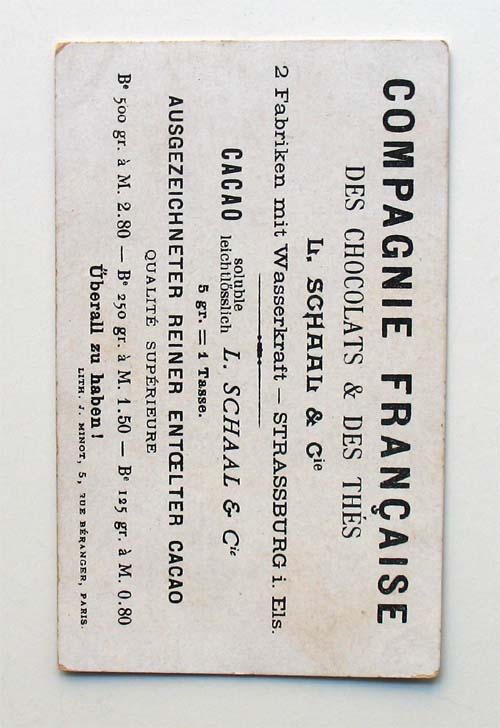 COMPAGNIE FRANÇAISE
DES CHOCOLATS & DES THÉS
L. SCHAAL & Cie
2 Fabriken mit Wasserkraft — STRASSBURG i. Els.
CACAO soluble leichtlösslich L. SCHAAL & Cie
5 gr. = 1 Tasse.
AUSGEZEICHNETER REINER ENTŒLTER CACAO
QUALITÉ SUPÉRIEURE
Be 500 gr. à M. 2.80 — Be 250 gr. à M. 1.50 — Be 125 gr. à M. 0.80
Überall zu haben!
LITH. J. MINOT, 5, RUE BÉRANGER, PARIS.